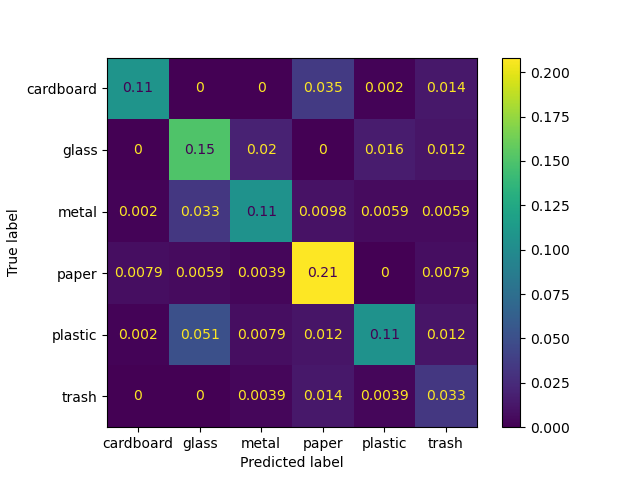 cardboard 0.11 0 0 0.035 0.002 0.014
glass 0 0.15 0.02 0 0.016 0.012
metal 0.002 0.033 0.11 0.0098 0.0059 0.0059
paper 0.0079 0.0059 0.0039 0.21 0 0.0079
plastic 0.002 0.051 0.0079 0.012 0.11 0.012
trash 0 0 0.0039 0.014 0.0039 0.033
cardboard glass metal paper plastic trash
Predicted label
True label
0.200
0.175
0.150
0.125
0.100
0.075
0.050
0.025
0.000